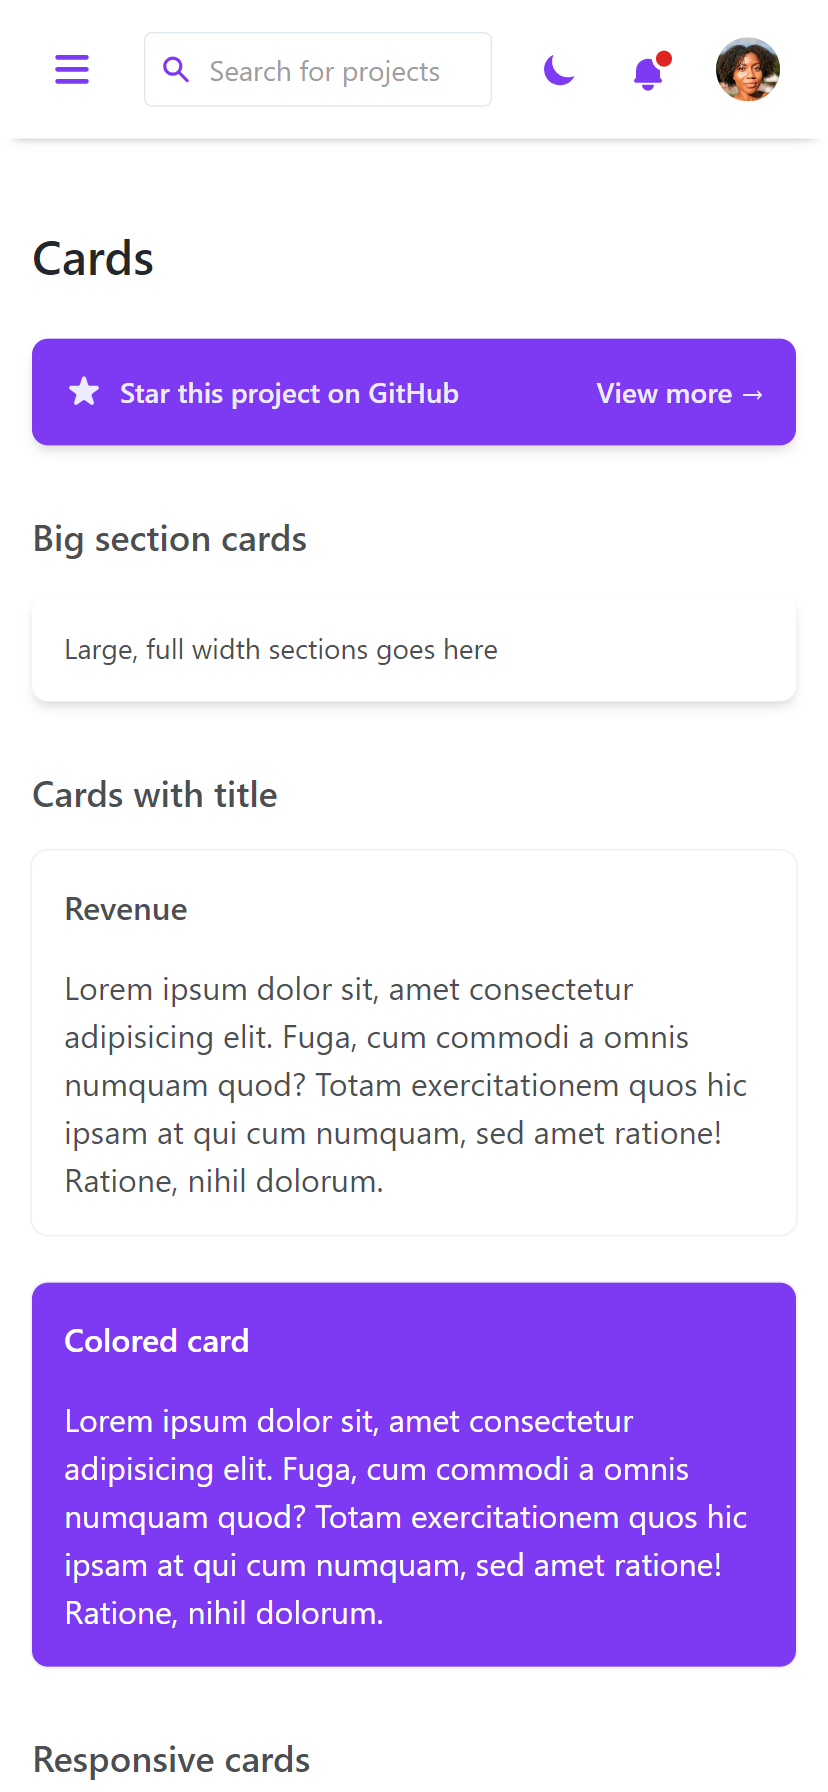 Search for projects
Cards
Star this project on GitHub View more →
Big section cards
Large, full width sections goes here
Cards with title
Revenue
Lorem ipsum dolor sit, amet consectetur
adipisicing elit. Fuga, cum commodi a omnis
numquam quod? Totam exercitationem quos hic
ipsam at qui cum numquam, sed amet ratione!
Ratione, nihil dolorum.
Colored card
Lorem ipsum dolor sit, amet consectetur
adipisicing elit. Fuga, cum commodi a omnis
numquam quod? Totam exercitationem quos hic
ipsam at qui cum numquam, sed amet ratione!
Ratione, nihil dolorum.
Responsive cards